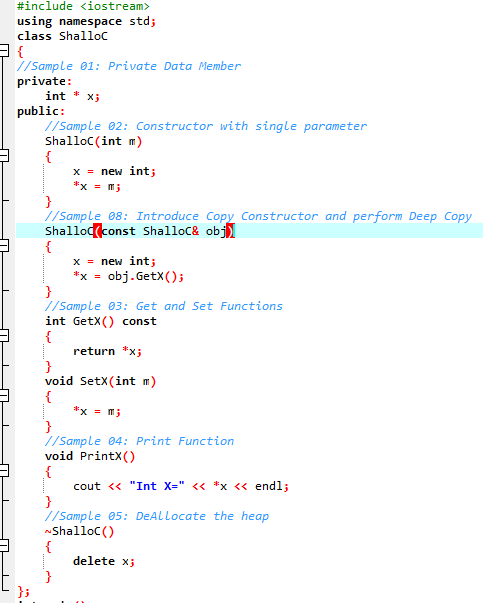 #include <iostream>
using namespace std;
class ShalloC
{
//Sample 01: Private Data Member
private:
    int * x;
public:
    //Sample 02: Constructor with single parameter
    ShalloC(int m)
    {
        x = new int;
        *x = m;
    }
    //Sample 08: Introduce Copy Constructor and perform Deep Copy
    ShalloC(const ShalloC& obj)
    {
        x = new int;
        *x = obj.GetX();
    }
    //Sample 03: Get and Set Functions
    int GetX() const
    {
        return *x;
    }
    void SetX(int m)
    {
        *x = m;
    }
    //Sample 04: Print Function
    void PrintX()
    {
        cout << "Int X=" << *x << endl;
    }
    //Sample 05: DeAllocate the heap
    ~ShalloC()
    {
        delete x;
    }
};